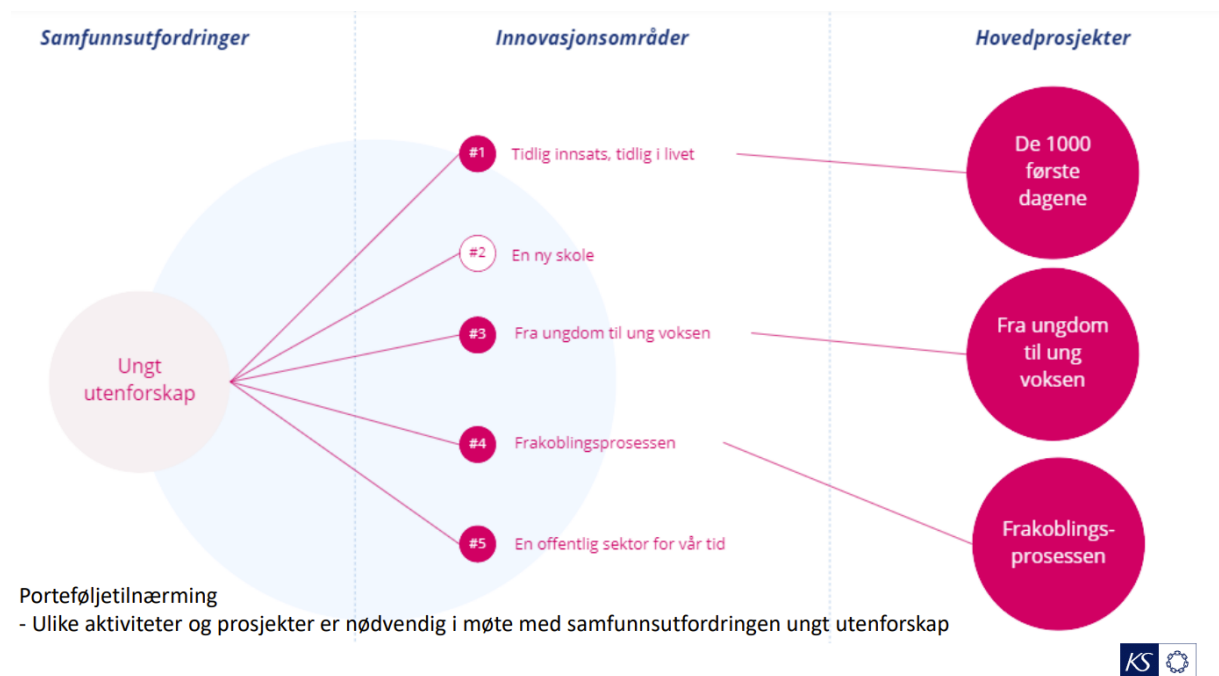 Samfunnsutfordringer
Innovasjonsområder
Hovedprosjekter
Ungt
utenforskap
#1 Tidlig innsats, tidlig i livet
#2 En ny skole
#3 Fra ungdom til ung voksen
#4 Frakoblingsprosessen
#5 En offentlig sektor for vår tid
De 1000
første
dagene
Fra ungdom
til ung
voksen
Frakoblings-
prosessen
Porteføljetilnærming
- Ulike aktiviteter og prosjekter er nødvendig i møte med samfunnsutfordringen ungt utenforskap
KS